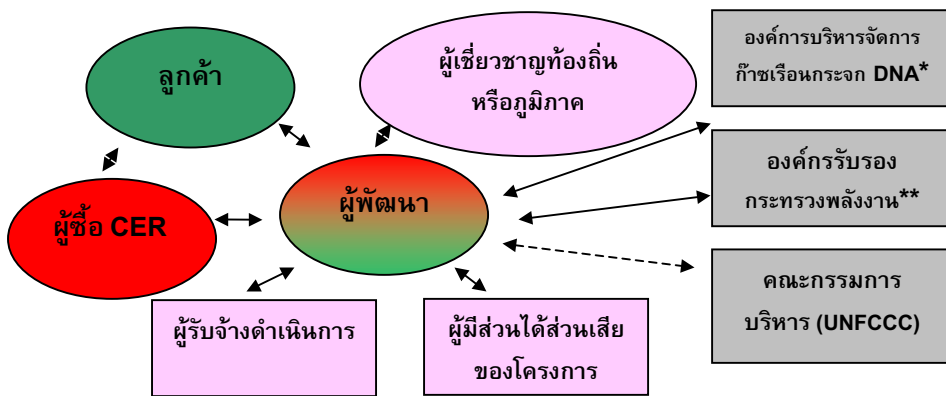 ลูกค้า
ผู้เชี่ยวชาญท้องถิ่น
หรือภูมิภาค
องค์การบริหารจัดการ
ก๊าซเรือนกระจก DNA*
องค์กรรับรอง
กระทรวงพลังงาน**
ผู้พัฒนา
ผู้ซื้อ CER
คณะกรรมการ
บริหาร (UNFCCC)
ผู้รับจ้างดำเนินการ
ผู้มีส่วนได้ส่วนเสีย
ของโครงการ